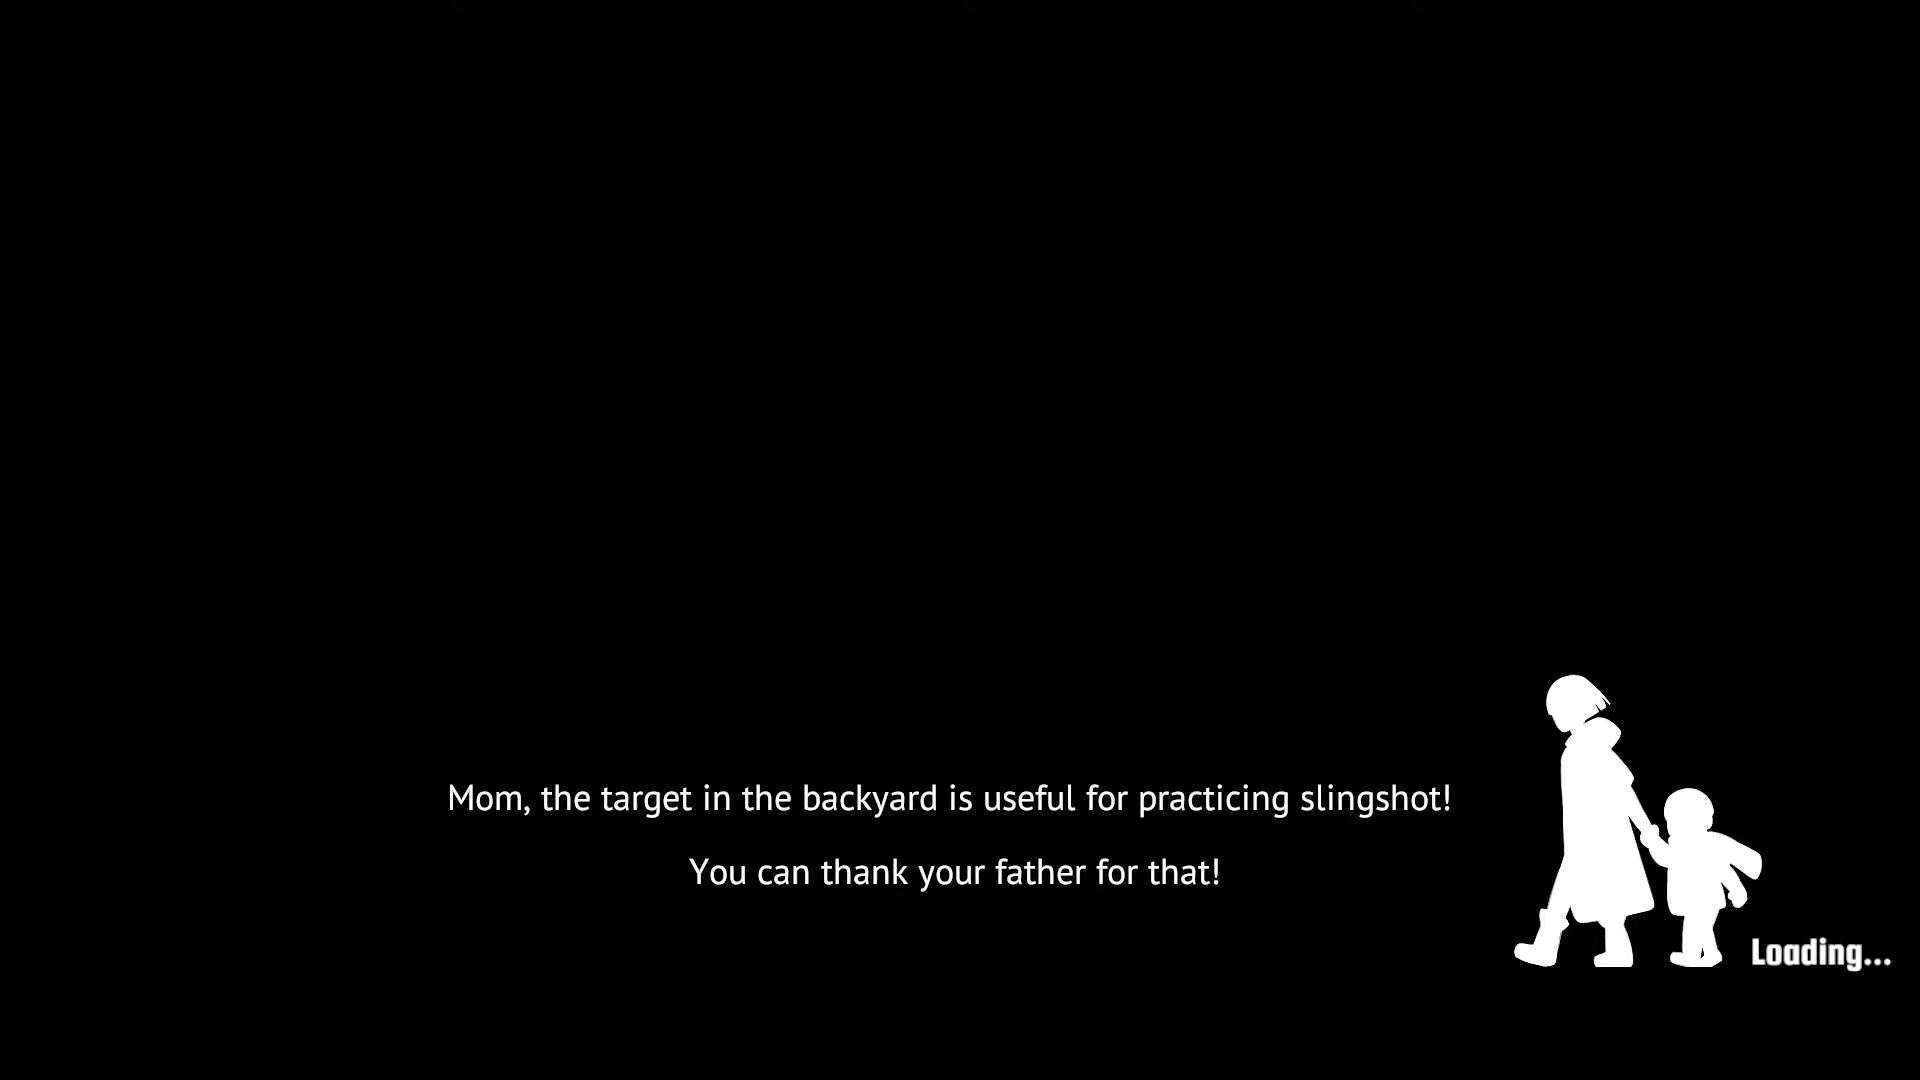 Mom, the target in the backyard is useful for practicing slingshot!
You can thank your father for that!
Loading...